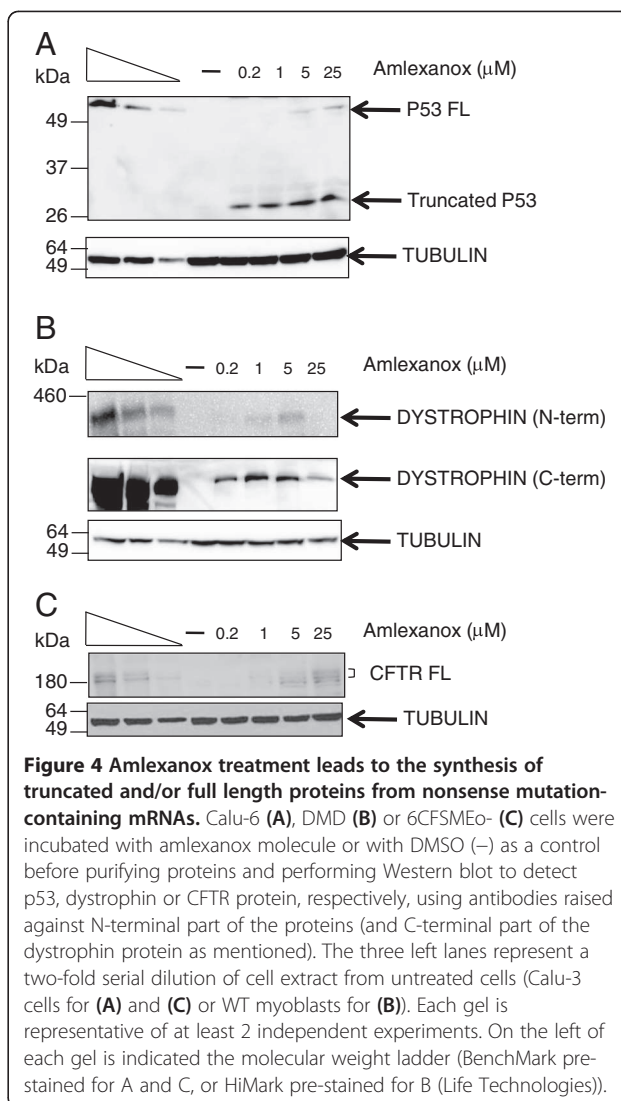 A
kDa
— 0.2 1 5 25 Amlexanox (µM)
49
P53 FL
37
Truncated P53
26
64
49
TUBULIN
B
kDa
— 0.2 1 5 25 Amlexanox (µM)
460
DYSTROPHIN (N-term)
DYSTROPHIN (C-term)
64
49
TUBULIN
C
kDa
— 0.2 1 5 25 Amlexanox (µM)
CFTR FL
180
64
49
TUBULIN
Figure 4 Amlexanox treatment leads to the synthesis of
truncated and/or full length proteins from nonsense mutation-
containing mRNAs. Calu-6 (A), DMD (B) or 6CFSMEo- (C) cells were
incubated with amlexanox molecule or with DMSO (−) as a control
before purifying proteins and performing Western blot to detect
p53, dystrophin or CFTR protein, respectively, using antibodies raised
against N-terminal part of the proteins (and C-terminal part of the
dystrophin protein as mentioned). The three left lanes represent a
two-fold serial dilution of cell extract from untreated cells (Calu-3
cells for (A) and (C) or WT myoblasts for (B)). Each gel is
representative of at least 2 independent experiments. On the left of
each gel is indicated the molecular weight ladder (BenchMark pre-
stained for A and C, or HiMark pre-stained for B (Life Technologies)).